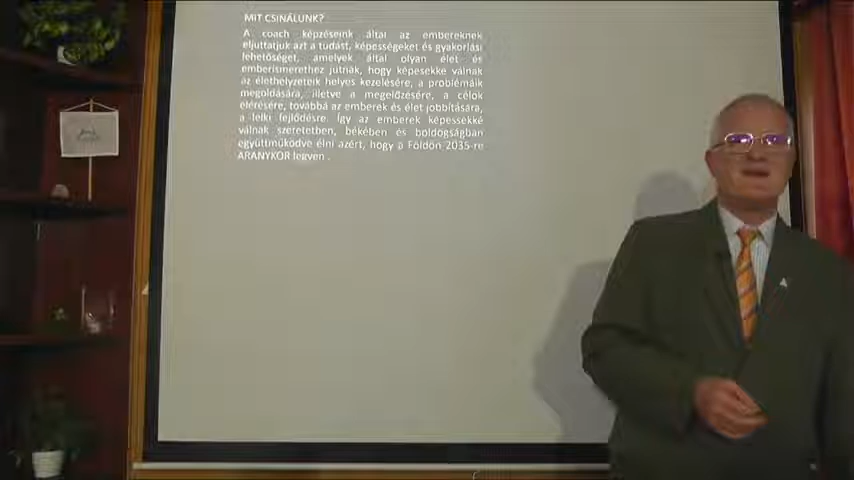 MIT CSINÁLUNK?
A coach képzéseink által az embereknek
eljuttatjuk azt a tudást, képességeket és gyakorlási
lehetőséget, amelyek által olyan élet és
emberismerethez jutnak, hogy képesekké válnak
az élethelyzeteik helyes kezelésére, a problémáik
megoldására, illetve a megelőzésére, a célok
elérésére, továbbá az emberek és élet jobbítására,
a lelki fejlődésre. Így az emberek képessekké
válnak szeretetben, békében és boldogságban
együttműködve élni azért, hogy a Földön 2035-re
ARANYKOR legyen .